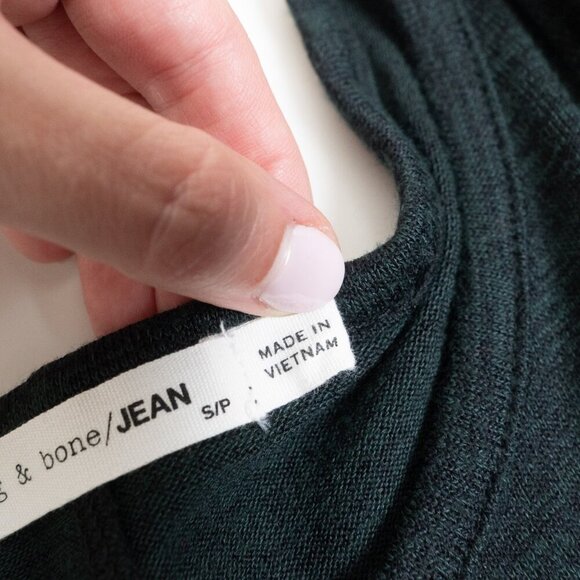 g & bone/JEAN
S/P
MADE IN
VIETNAM